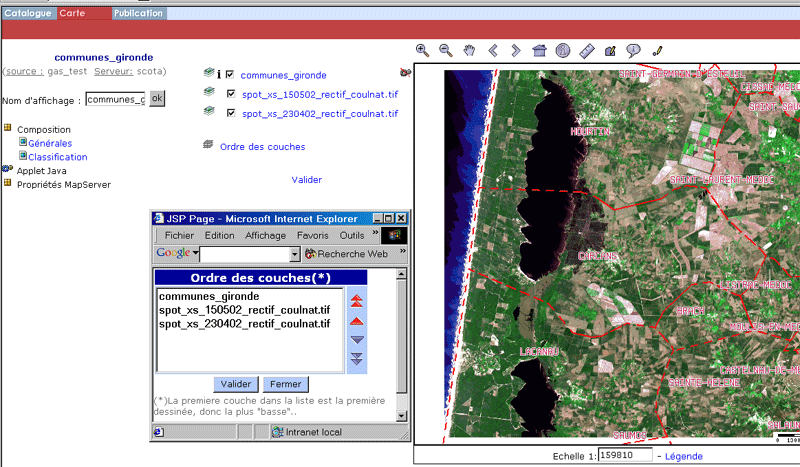 Catalogue Carte Publication
communes_gironde
(source : gas_test Serveur: scota)
Nom d'affichage : communes_g ok
Composition
Générales
Classification
Applet Java
Propriétés MapServer
i communes_gironde
spot_xs_150502_rectif_coulnat.tif
spot_xs_230402_rectif_coulnat.tif
Ordre des couches
Valider
JSP Page - Microsoft Internet Explorer
Fichier Edition Affichage Favoris Outils »
Google Recherche Web »
Ordre des couches(*)
communes_gironde
spot_xs_150502_rectif_coulnat.tif
spot_xs_230402_rectif_coulnat.tif
Valider Fermer
(*)La premiere couche dans la liste est la première
dessinée, donc la plus "basse"..
Intranet local
SAINT-GERMAIN-D'ESTEUIL
CISSAC-MEDOC
SAINT-SAU
HOURTIN
SAINT-LAURENT-MEDOC
CARCANS
LISTRAC-MEDOC
BRACH
MOULIS-EN-MED
LACANAU
CASTELNAU-DE-ME
SAINTE-HELENE
SALAUN
SAUMOS
Echelle 1: 159810 - Légende